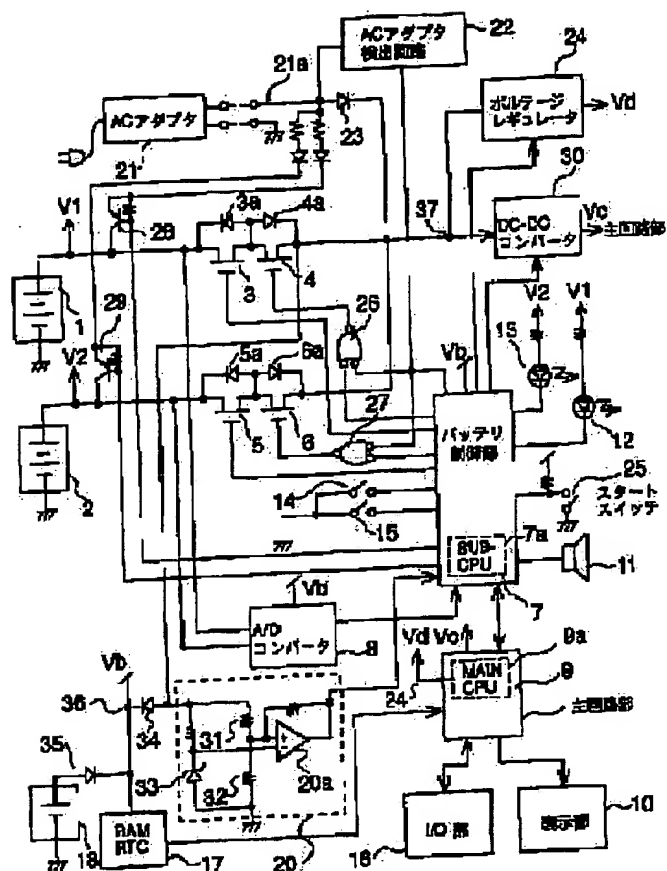 ACアダプタ
検出回路
22
24
21a
ボルテージ
レギュレータ
Vd
ACアダプタ
21
23
30
V1
28
3a
4a
37
DC-DC
コンバータ
Vc
主回路部
3
4
1
26
V2
V1
29
V2
Vb
13
5a
6a
バッテリ
制御部
12
5
6
27
2
14
15
25
スタート
スイッチ
7a
SUB-
CPU
11
7
Vb
A/D
コンバータ
8
Vd
Vc
9a
Vb
24
MAIN
CPU
9
36
34
31
主回路部
35
33
32
20a
18
RAM
RTC
17
20
16
I/O部
表示部
10